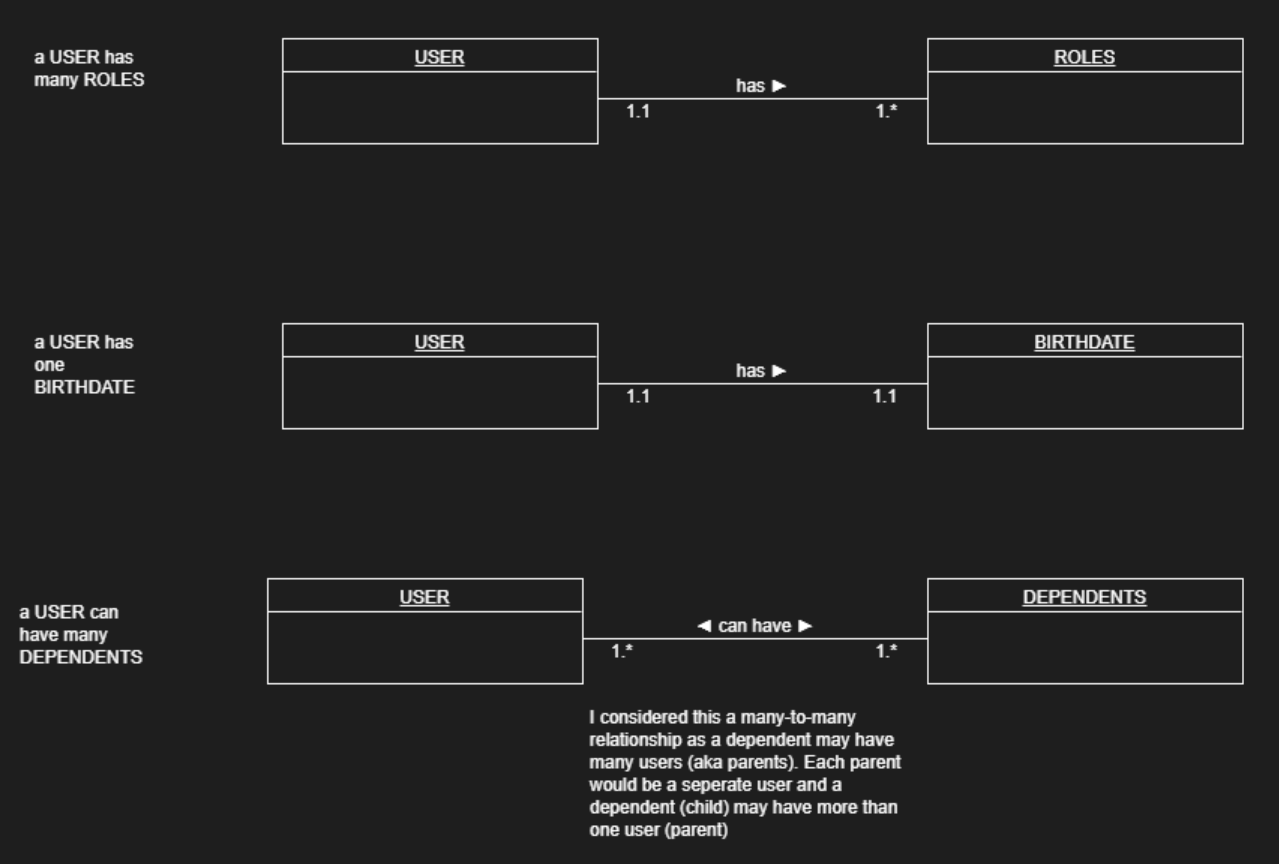 a USER has
many ROLES
USER
has ►
ROLES
1.1
1.*
a USER has
one
BIRTHDATE
USER
has ►
BIRTHDATE
1.1
1.1
a USER can
have many
DEPENDENTS
USER
◄ can have ►
DEPENDENTS
1.*
1.*
I considered this a many-to-many
relationship as a dependent may have
many users (aka parents). Each parent
would be a seperate user and a
dependent (child) may have more than
one user (parent)